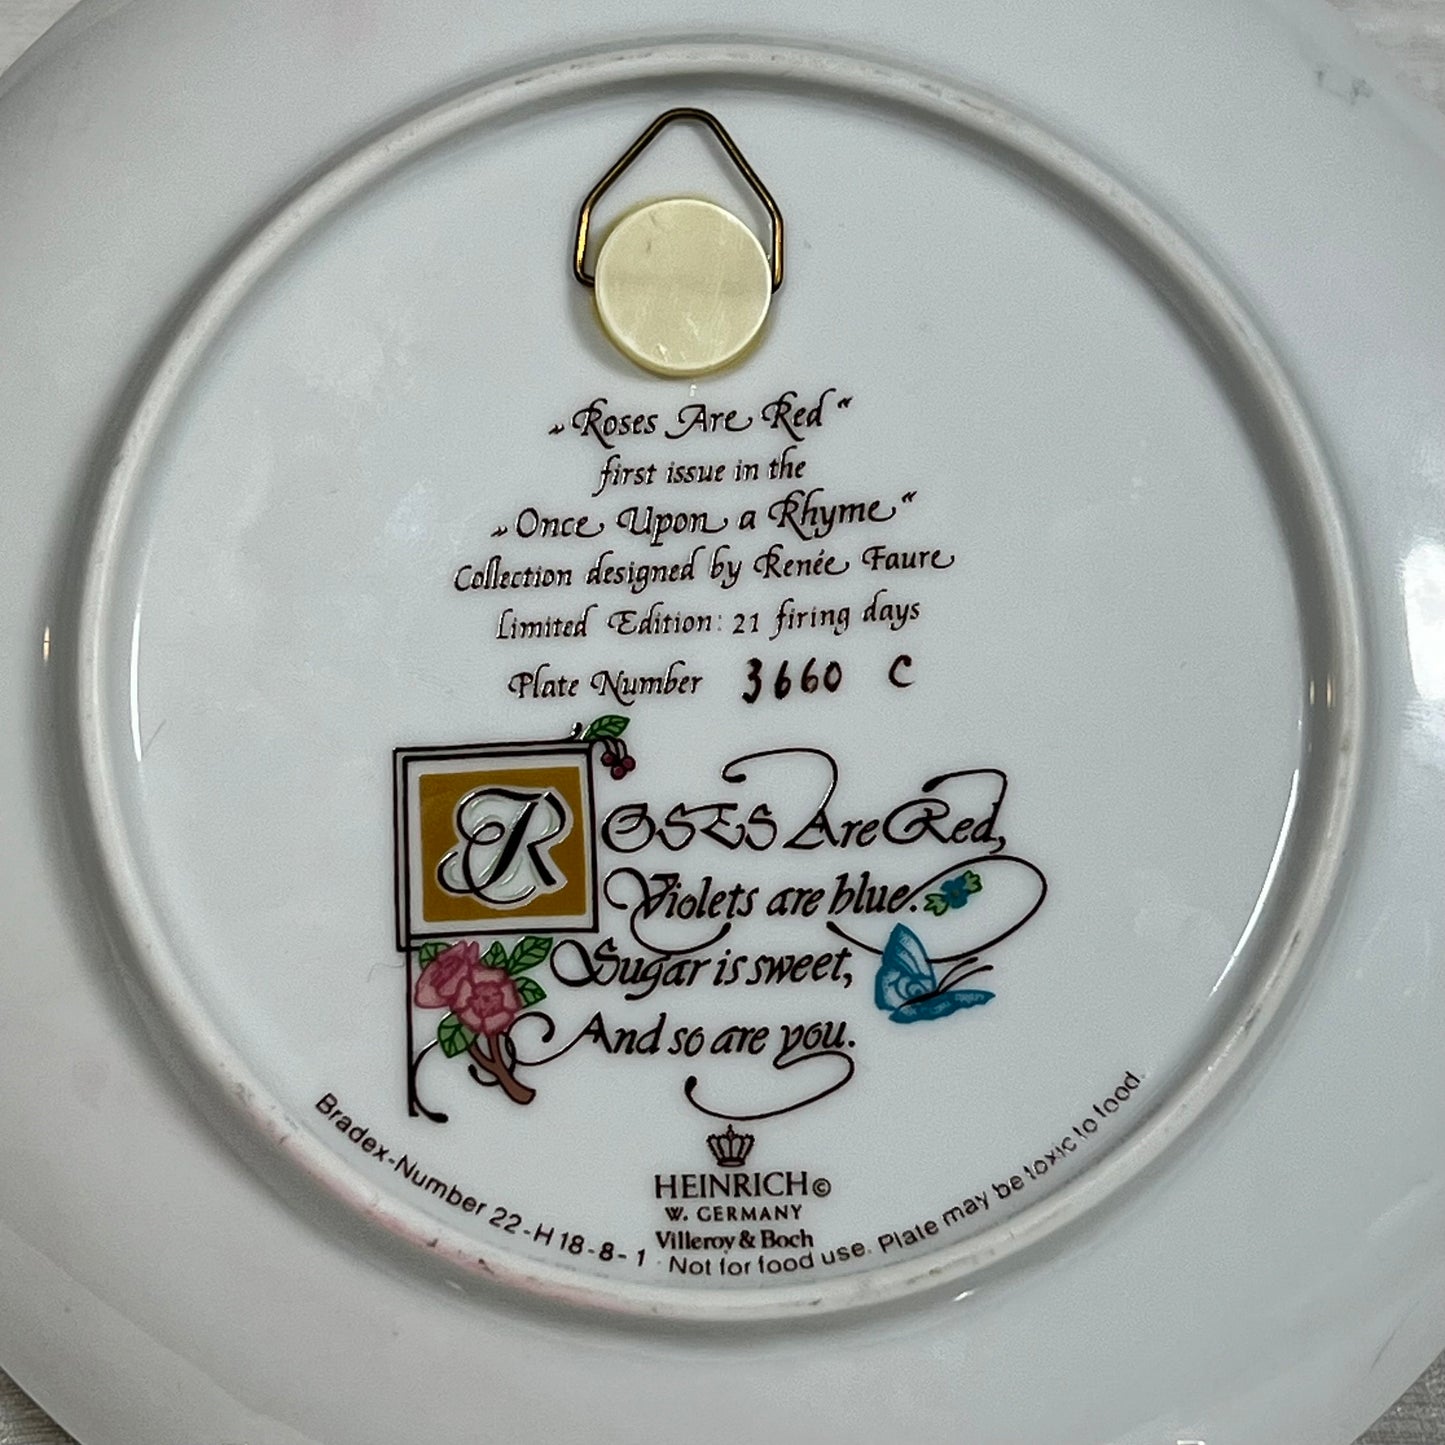 „Roses Are Red“
first issue in the
„Once Upon a Rhyme“
Collection designed by Renée Faure
Limited Edition: 21 firing days
Plate Number 3660 C
ROSES Are Red,
Violets are blue.
Sugar is sweet,
And so are you.
HEINRICH©
W. GERMANY
Villeroy & Boch
Bradex-Number 22-H18-8-1 · Not for food use. Plate may be toxic to food.